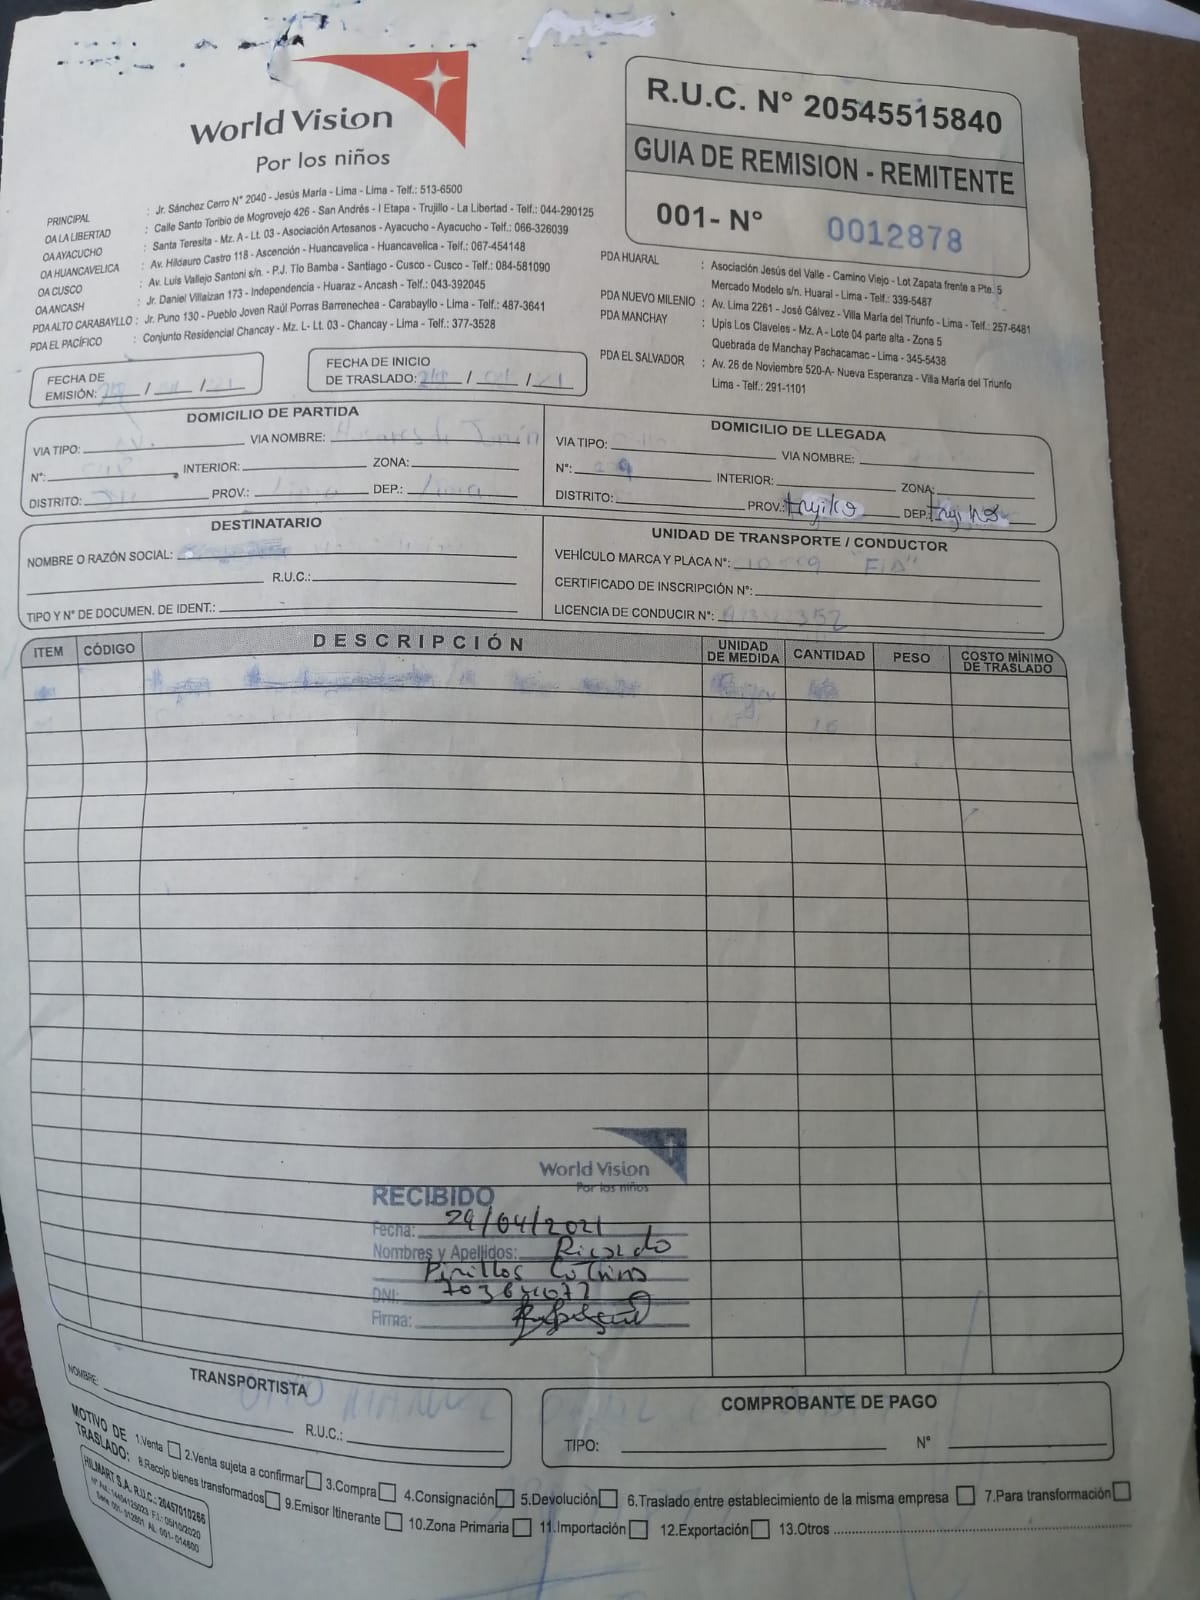 World Vision
Por los niños
R.U.C. N° 20545515840
GUIA DE REMISION - REMITENTE
001- N° 0012878
PRINCIPAL : Jr. Sánchez Cerro N° 2040 - Jesús María - Lima - Lima - Telf.: 513-6500
OA LA LIBERTAD : Calle Santo Toribio de Mogrovejo 426 - San Andrés - I Etapa - Trujillo - La Libertad - Telf.: 044-290125
OA AYACUCHO : Santa Teresita - Mz. A - Lt. 03 - Asociación Artesanos - Ayacucho - Ayacucho - Telf.: 066-326039
OA HUANCAVELICA : Av. Hildauro Castro 118 - Ascención - Huancavelica - Huancavelica - Telf.: 067-454148
OA CUSCO : Av. Luis Vallejo Santoni s/n. - P.J. Tío Bamba - Santiago - Cusco - Cusco - Telf.: 084-581090
OA ANCASH : Jr. Daniel Villaizan 173 - Independencia - Huaraz - Ancash - Telf.: 043-392045
PDA ALTO CARABAYLLO : Jr. Puno 130 - Pueblo Joven Raúl Porras Barrenechea - Carabayllo - Lima - Telf.: 487-3641
PDA EL PACÍFICO : Conjunto Residencial Chancay - Mz. L- Lt. 03 - Chancay - Lima - Telf.: 377-3528
PDA HUARAL : Asociación Jesús del Valle - Camino Viejo - Lot Zapata frente a Pte. 5
Mercado Modelo s/n. Huaral - Lima - Telf.: 339-5487
PDA NUEVO MILENIO : Av. Lima 2261 - José Gálvez - Villa María del Triunfo - Lima - Telf.: 257-6481
PDA MANCHAY : Upis Los Claveles - Mz. A - Lote 04 parte alta - Zona 5
Quebrada de Manchay Pachacamac - Lima - 345-5438
PDA EL SALVADOR : Av. 26 de Noviembre 520-A- Nueva Esperanza - Villa María del Triunfo
Lima - Telf.: 291-1101
FECHA DE
EMISIÓN: / /
FECHA DE INICIO
DE TRASLADO: / /
DOMICILIO DE PARTIDA
VIA TIPO: VIA NOMBRE:
N°: INTERIOR: ZONA:
DISTRITO: PROV.: DEP.:
DOMICILIO DE LLEGADA
VIA TIPO: VIA NOMBRE:
N°: INTERIOR: ZONA:
DISTRITO: PROV.: DEP.:
DESTINATARIO
NOMBRE O RAZÓN SOCIAL:
R.U.C.:
TIPO Y N° DE DOCUMEN. DE IDENT.:
UNIDAD DE TRANSPORTE / CONDUCTOR
VEHÍCULO MARCA Y PLACA N°:
CERTIFICADO DE INSCRIPCIÓN N°:
LICENCIA DE CONDUCIR N°:
ITEM CÓDIGO DESCRIPCIÓN UNIDAD DE MEDIDA CANTIDAD PESO COSTO MÍNIMO DE TRASLADO
World Vision
Por los niños
RECIBIDO
Fecha: 29/04/2021
Nombres y Apellidos: Ricardo
Pinillos
DNI:
Firma:
TRANSPORTISTA
NOMBRE:
R.U.C.:
COMPROBANTE DE PAGO
TIPO: N°
MOTIVO DE TRASLADO: 1.Venta 2.Venta sujeta a confirmar 3.Compra 4.Consignación 5.Devolución 6.Traslado entre establecimiento de la misma empresa 7.Para transformación
8.Recojo bienes transformados 9.Emisor Itinerante 10.Zona Primaria 11.Importación 12.Exportación 13.Otros
HILMART S.A. R.U.C.: 20457010266